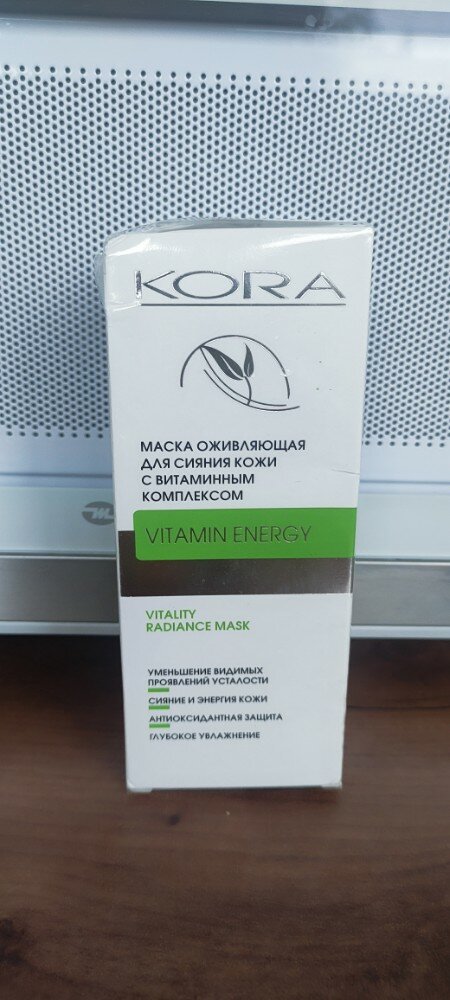 KORA
МАСКА ОЖИВЛЯЮЩАЯ
ДЛЯ СИЯНИЯ КОЖИ
С ВИТАМИННЫМ
КОМПЛЕКСОМ
VITAMIN ENERGY
VITALITY
RADIANCE MASK
УМЕНЬШЕНИЕ ВИДИМЫХ
ПРОЯВЛЕНИЙ УСТАЛОСТИ
СИЯНИЕ И ЭНЕРГИЯ КОЖИ
АНТИОКСИДАНТНАЯ ЗАЩИТА
ГЛУБОКОЕ УВЛАЖНЕНИЕ